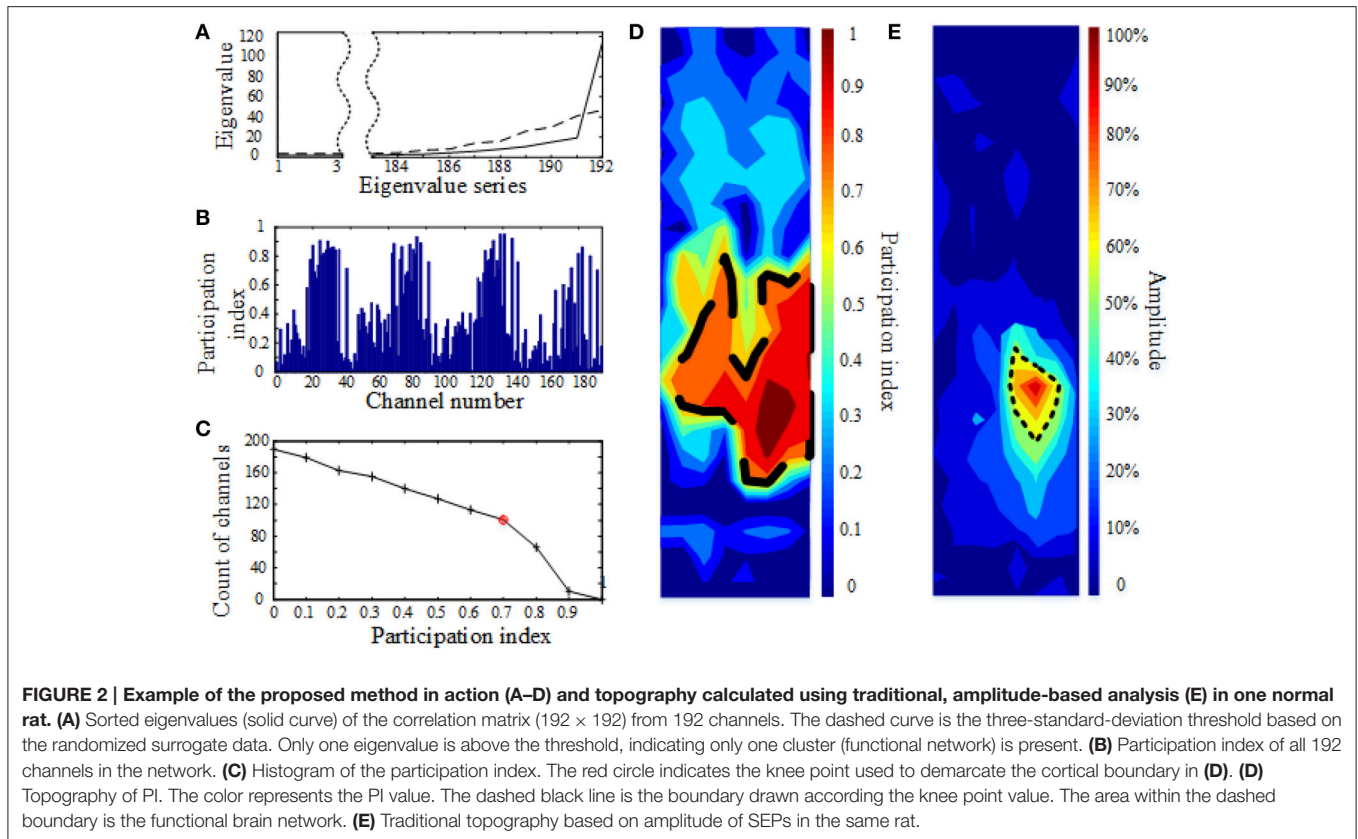 A
120
100
80
60
40
20
0
Eigenvalue
1 3 184 186 188 190 192
Eigenvalue series
B
1
0.8
0.6
0.4
0.2
0
Participation
index
0 20 40 60 80 100 120 140 160 180
Channel number
C
200
160
120
80
40
0
Count of channels
1
0 0.1 0.2 0.3 0.4 0.5 0.6 0.7 0.8 0.9
Participation index
D
1
0.9
0.8
0.7
0.6
0.5
0.4
0.3
0.2
0.1
0
Participation index
E
100%
90%
80%
70%
60%
50%
40%
30%
20%
10%
0
Amplitude
FIGURE 2 | Example of the proposed method in action (A–D) and topography calculated using traditional, amplitude-based analysis (E) in one normal
rat. (A) Sorted eigenvalues (solid curve) of the correlation matrix (192 × 192) from 192 channels. The dashed curve is the three-standard-deviation threshold based on
the randomized surrogate data. Only one eigenvalue is above the threshold, indicating only one cluster (functional network) is present. (B) Participation index of all 192
channels in the network. (C) Histogram of the participation index. The red circle indicates the knee point used to demarcate the cortical boundary in (D). (D)
Topography of PI. The color represents the PI value. The dashed black line is the boundary drawn according the knee point value. The area within the dashed
boundary is the functional brain network. (E) Traditional topography based on amplitude of SEPs in the same rat.